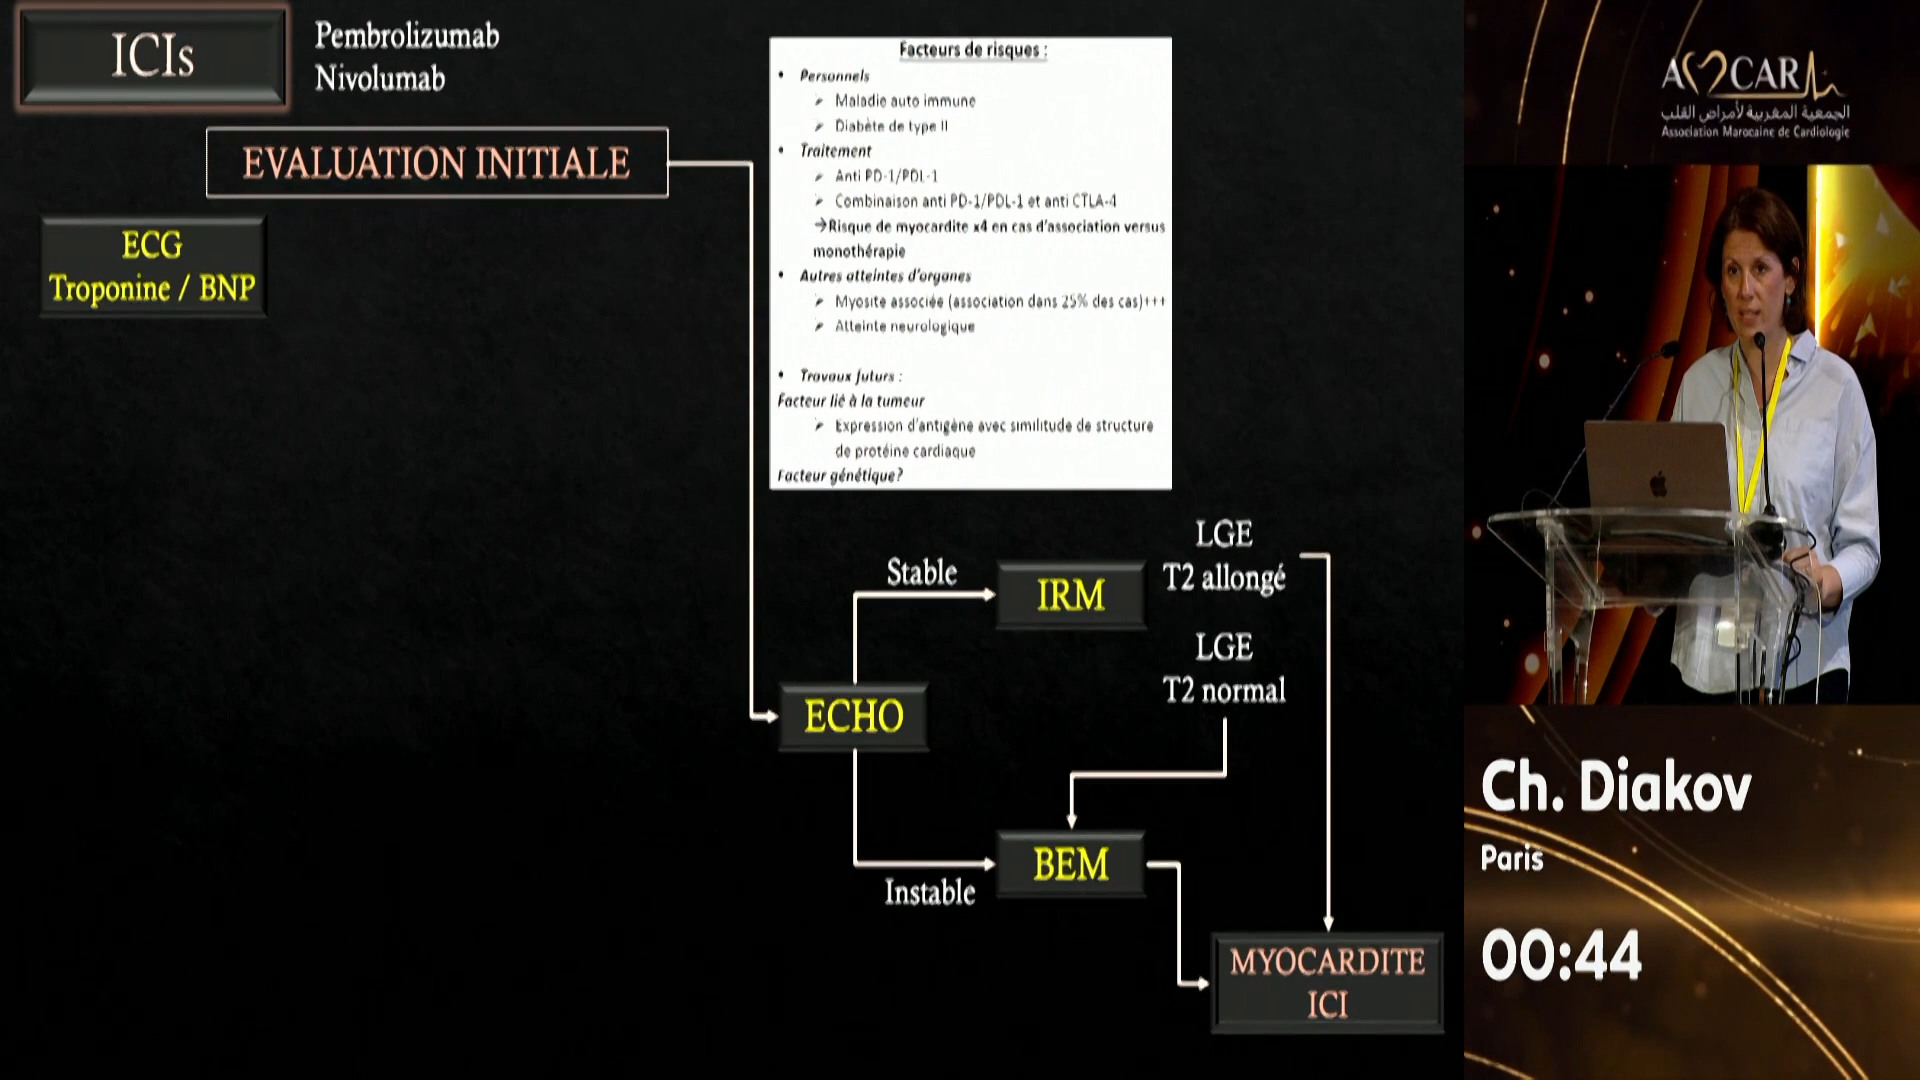 ICIs
Pembrolizumab
Nivolumab
EVALUATION INITIALE
ECG
Troponine / BNP
Facteurs de risques :
• Personnels
➢ Maladie auto immune
➢ Diabète de type II
• Traitement
➢ Anti PD-1/PDL-1
➢ Combinaison anti PD-1/PDL-1 et anti CTLA-4
→Risque de myocardite x4 en cas d'association versus
monothérapie
• Autres atteintes d'organes
➢ Myosite associée (association dans 25% des cas)+++
➢ Atteinte neurologique
• Travaux futurs :
Facteur lié à la tumeur
➢ Expression d'antigène avec similitude de structure
de protéine cardiaque
Facteur génétique?
Stable
IRM
LGE
T2 allongé
LGE
T2 normal
ECHO
Instable
BEM
MYOCARDITE
ICI
AMCAR
الجمعية المغربية لأمراض القلب
Association Marocaine de Cardiologie
Ch. Diakov
Paris
00:44